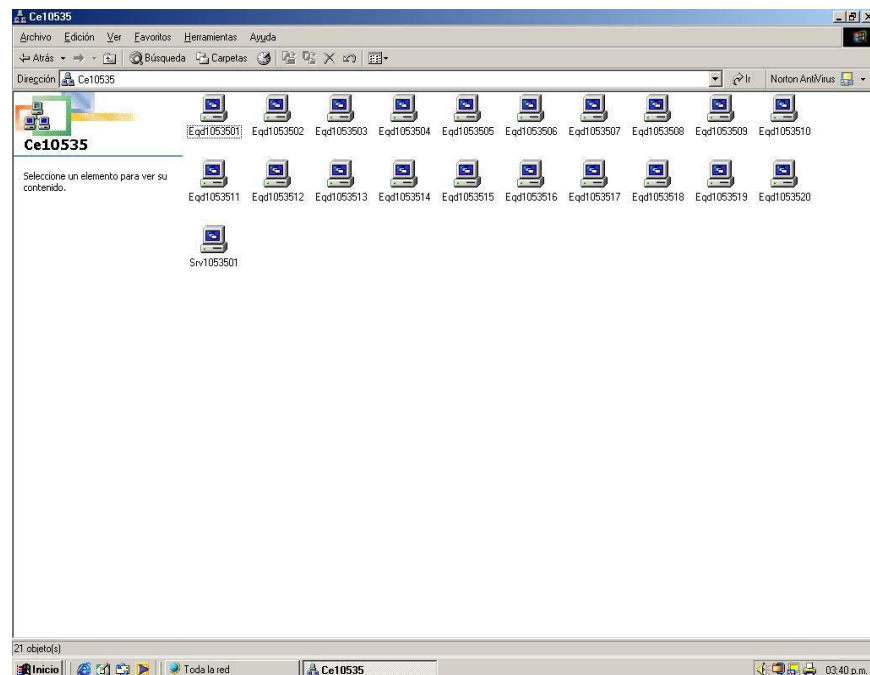 Ce10535
Archivo Edición Ver Favoritos Herramientas Ayuda
Atrás Búsqueda Carpetas
Dirección Ce10535 Ir Norton AntiVirus
Ce10535
Seleccione un elemento para ver su
contenido.
Eqd1053501 Eqd1053502 Eqd1053503 Eqd1053504 Eqd1053505 Eqd1053506 Eqd1053507 Eqd1053508 Eqd1053509 Eqd1053510
Eqd1053511 Eqd1053512 Eqd1053513 Eqd1053514 Eqd1053515 Eqd1053516 Eqd1053517 Eqd1053518 Eqd1053519 Eqd1053520
Srv1053501
21 objeto(s)
Inicio Toda la red Ce10535 03:40 p.m.